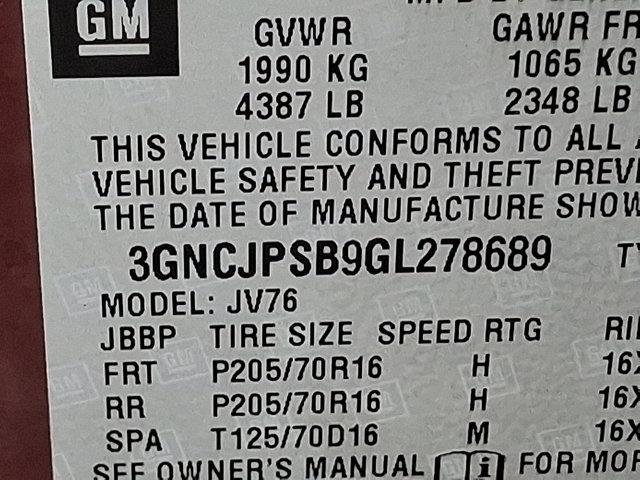 GM
GVWR GAWR FR
1990 KG 1065 KG
4387 LB 2348 LB
THIS VEHICLE CONFORMS TO ALL
VEHICLE SAFETY AND THEFT PREV
THE DATE OF MANUFACTURE SHOW
3GNCJPSB9GL278689 TY
MODEL: JV76
JBBP TIRE SIZE SPEED RTG RI
FRT P205/70R16 H 16X
RR P205/70R16 H 16X
SPA T125/70D16 M 16X
SEE OWNER'S MANUAL i FOR MOR